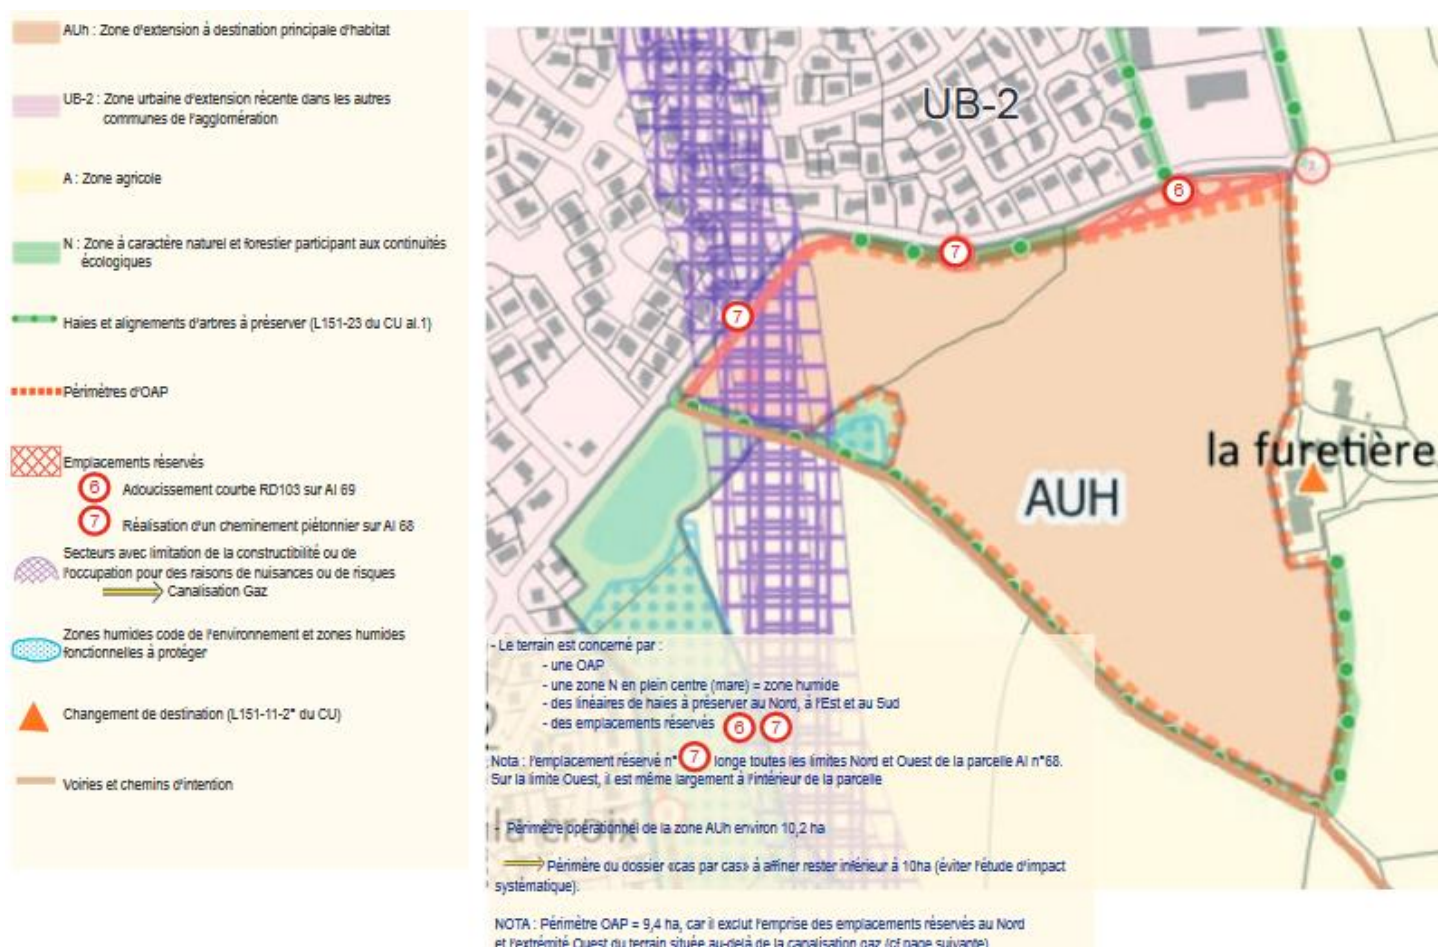 AUh : Zone d'extension à destination principale d'habitat
UB-2 : Zone urbaine d'extension récente dans les autres
communes de l'agglomération
A : Zone agricole
N : Zone à caractère naturel et forestier participant aux continuités
écologiques
Haies et alignements d'arbres à préserver (L151-23 du CU al.1)
Périmètres d'OAP
Emplacements réservés
6 Adoucissement courbe RD103 sur AI 69
7 Réalisation d'un cheminement piétonnier sur AI 68
Secteurs avec limitation de la constructibilité ou de
l'occupation pour des raisons de nuisances ou de risques
Canalisation Gaz
Zones humides code de l'environnement et zones humides
fonctionnelles à protéger
Changement de destination (L151-11-2° du CU)
Voiries et chemins d'intention
UB-2
6
7
7
la furetière
AUH
- Le terrain est concerné par :
- une OAP
- une zone N en plein centre (mare) = zone humide
- des linéaires de haies à préserver au Nord, à l'Est et au Sud
- des emplacements réservés 6 7
Nota : l'emplacement réservé n° 7 longe toutes les limites Nord et Ouest de la parcelle AI n°68.
Sur la limite Ouest, il est même largement à l'intérieur de la parcelle
la croix
- Périmètre opérationnel de la zone AUh environ 10,2 ha
Périmère du dossier «cas par cas» à affiner rester inférieur à 10ha (éviter l'étude d'impact
systématique).
NOTA : Périmètre OAP = 9,4 ha, car il exclut l'emprise des emplacements réservés au Nord
et l'extrémité Ouest du terrain située au-delà de la canalisation gaz (cf page suivante)